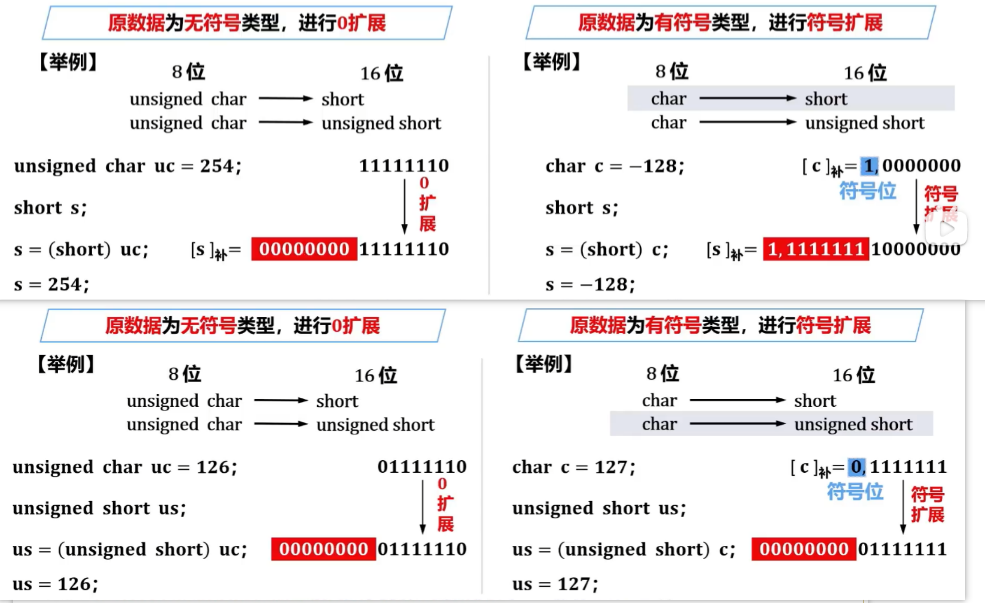 原数据为无符号类型，进行0扩展
【举例】
8位 16位
unsigned char → short
unsigned char → unsigned short
unsigned char uc = 254; 11111110
0扩展
short s;
s = (short) uc; [s]补= 00000000 11111110
s = 254;
原数据为有符号类型，进行符号扩展
【举例】
8位 16位
char → short
char → unsigned short
char c = −128; [c]补= 1,0000000
符号位 符号扩展
short s;
s = (short) c; [s]补= 1,1111111 10000000
s = −128;
原数据为无符号类型，进行0扩展
【举例】
8位 16位
unsigned char → short
unsigned char → unsigned short
unsigned char uc = 126; 01111110
0扩展
unsigned short us;
us = (unsigned short) uc; 00000000 01111110
us = 126;
原数据为有符号类型，进行符号扩展
【举例】
8位 16位
char → short
char → unsigned short
char c = 127; [c]补= 0,1111111
符号位 符号扩展
unsigned short us;
us = (unsigned short) c; 00000000 01111111
us = 127;